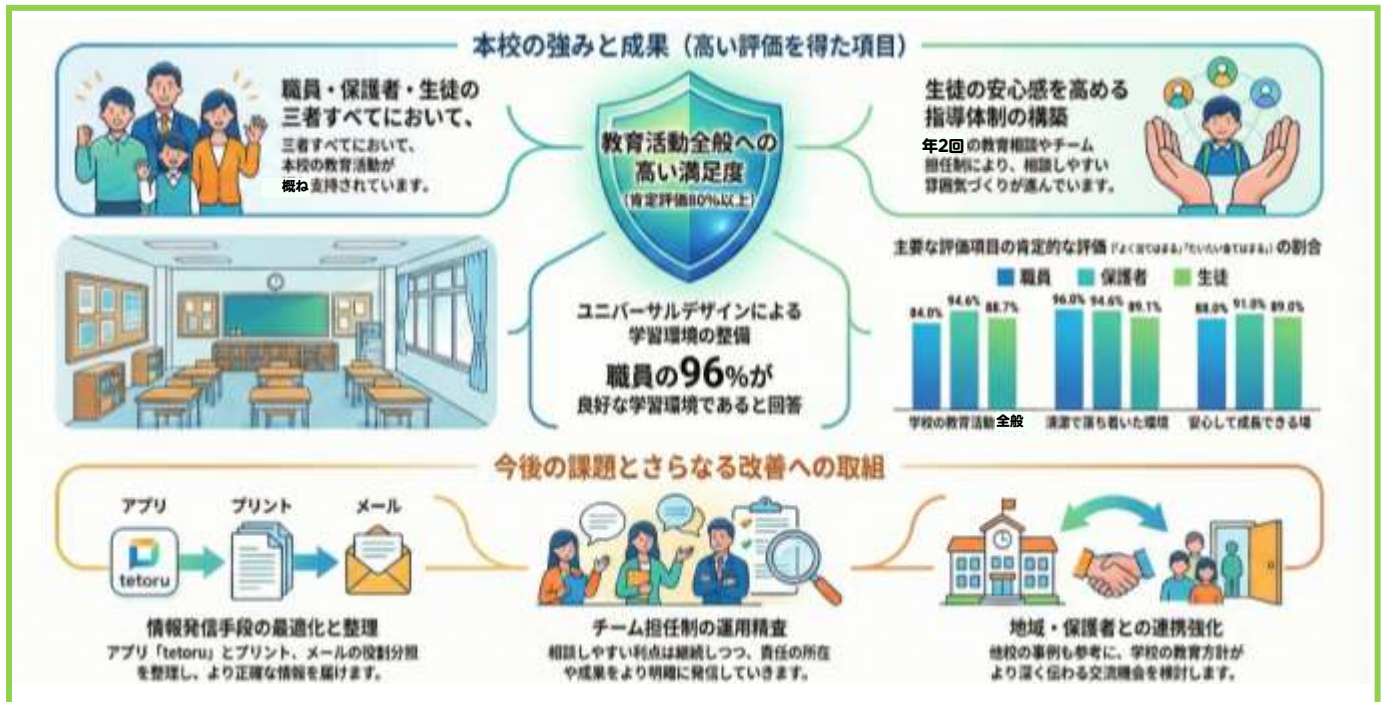 本校の強みと成果（高い評価を得た項目）
職員・保護者・生徒の
三者すべてにおいて、
三者すべてにおいて、
本校の教育活動が
概ね支持されています。
教育活動全般への
高い満足度
（肯定評価80%以上）
生徒の安心感を高める
指導体制の構築
年2回の教育相談やチーム
担任制により、相談しやすい
雰囲気づくりが進んでいます。
ユニバーサルデザインによる
学習環境の整備
職員の96%が
良好な学習環境であると回答
主要な評価項目の肯定的な評価（「よく当てはまる」「だいたい当てはまる」）の割合
職員 保護者 生徒
84.0% 94.6% 88.7% 96.0% 94.6% 89.1% 88.0% 91.0% 89.0%
学校の教育活動全般 清潔で落ち着いた環境 安心して成長できる場
今後の課題とさらなる改善への取組
アプリ プリント メール
tetoru
情報発信手段の最適化と整理
アプリ「tetoru」とプリント、メールの役割分担
を整理し、より正確な情報を届けます。
チーム担任制の運用精査
相談しやすい利点は継続しつつ、責任の所在
や成果をより明確に発信していきます。
地域・保護者との連携強化
他校の事例も参考に、学校の教育方針が
より深く伝わる交流機会を検討します。